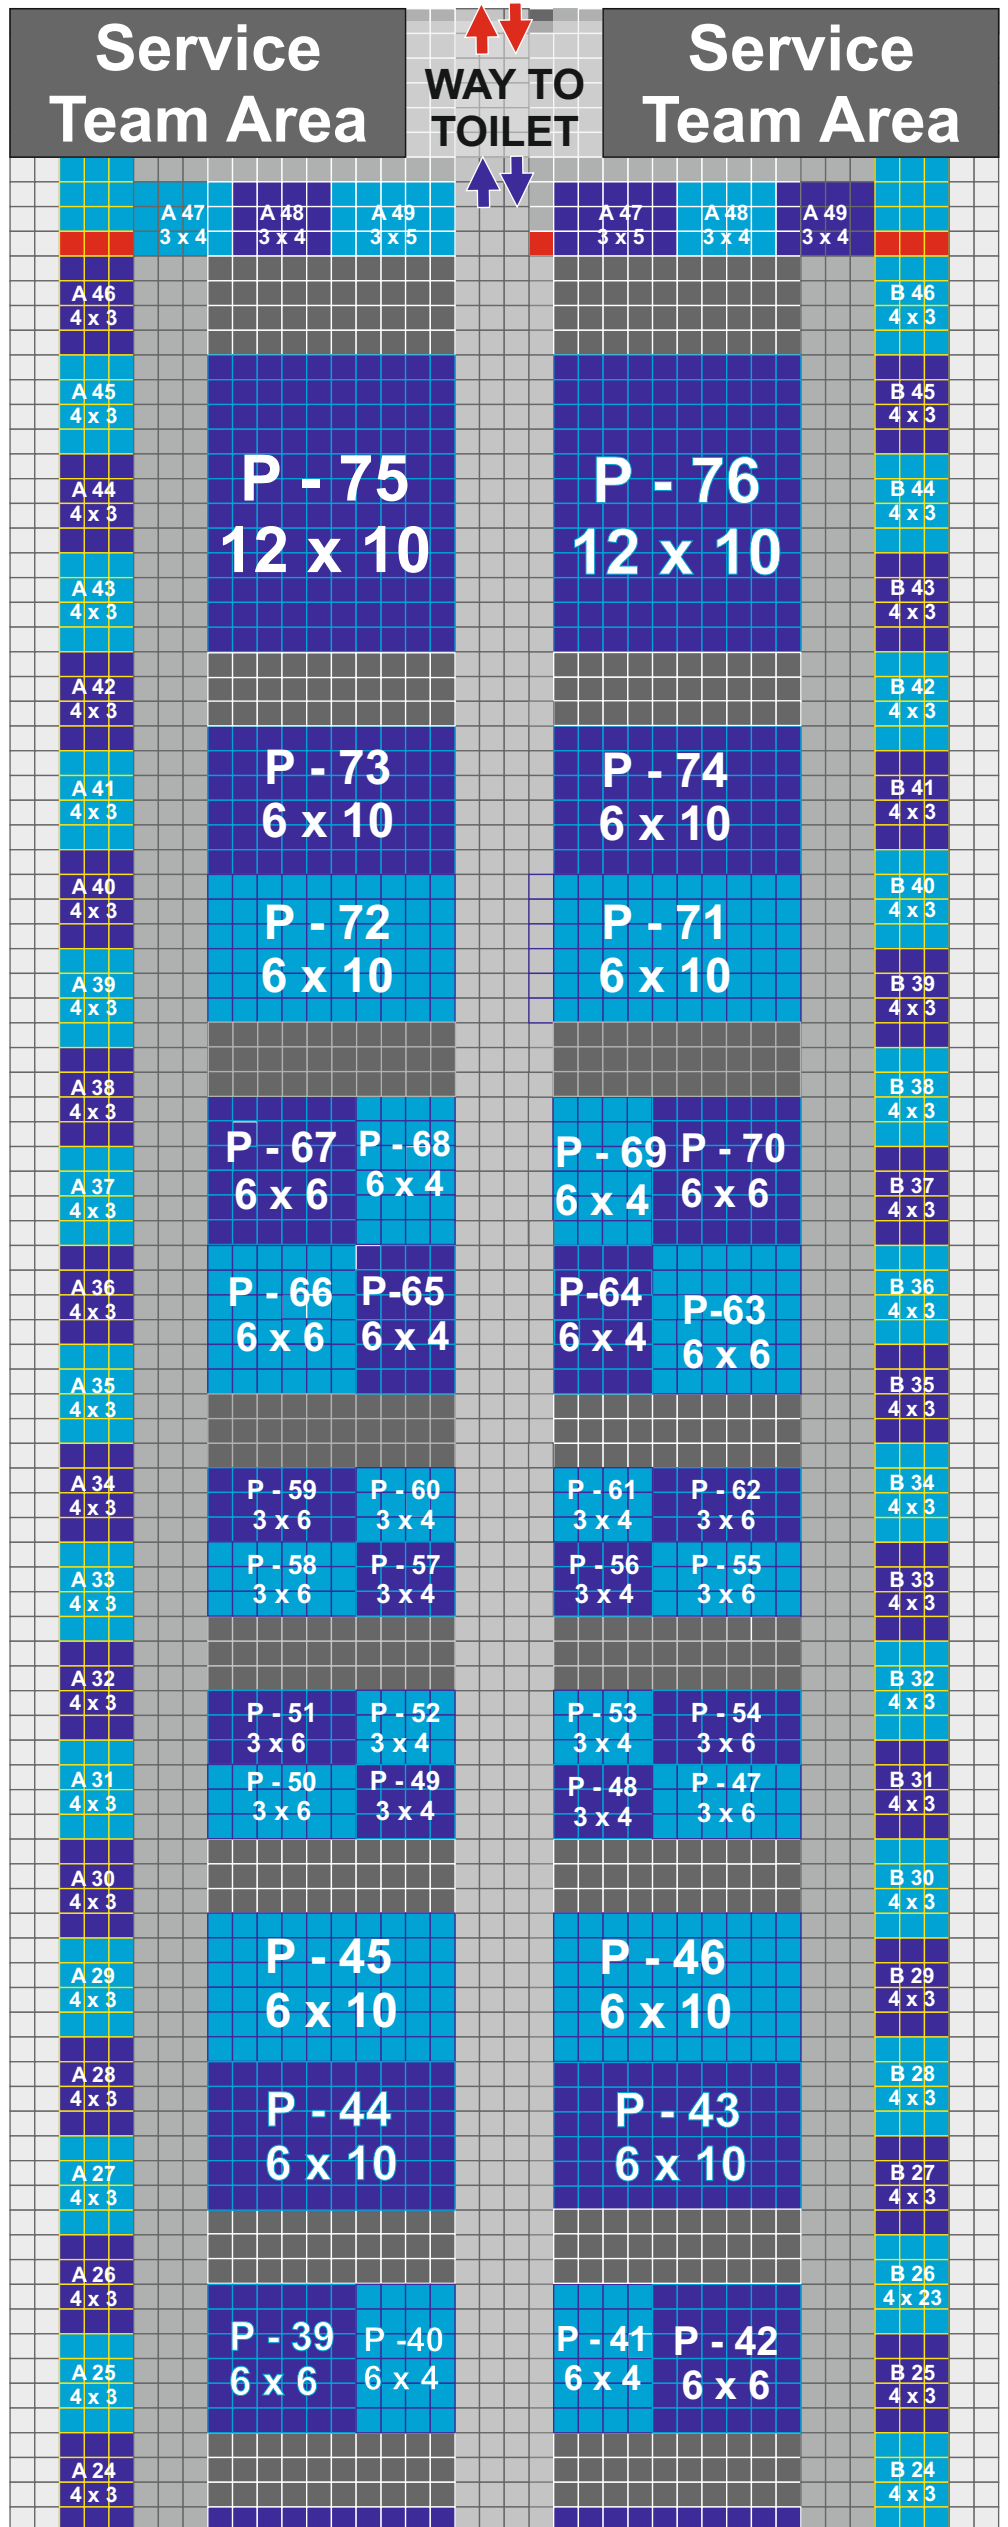 Service
Team Area
WAY TO
TOILET
Service
Team Area
A 47
3 x 4
A 48
3 x 4
A 49
3 x 5
A 47
3 x 5
A 48
3 x 4
A 49
3 x 4
A 46
4 x 3
B 46
4 x 3
A 45
4 x 3
B 45
4 x 3
P - 75
12 x 10
P - 76
12 x 10
A 44
4 x 3
B 44
4 x 3
A 43
4 x 3
B 43
4 x 3
A 42
4 x 3
B 42
4 x 3
P - 73
6 x 10
P - 74
6 x 10
A 41
4 x 3
B 41
4 x 3
A 40
4 x 3
B 40
4 x 3
P - 72
6 x 10
P - 71
6 x 10
A 39
4 x 3
B 39
4 x 3
A 38
4 x 3
B 38
4 x 3
P - 67
6 x 6
P - 68
6 x 4
P - 69
6 x 4
P - 70
6 x 6
A 37
4 x 3
B 37
4 x 3
A 36
4 x 3
B 36
4 x 3
P - 66
6 x 6
P-65
6 x 4
P-64
6 x 4
P-63
6 x 6
A 35
4 x 3
B 35
4 x 3
A 34
4 x 3
B 34
4 x 3
P - 59
3 x 6
P - 60
3 x 4
P - 61
3 x 4
P - 62
3 x 6
P - 58
3 x 6
P - 57
3 x 4
P - 56
3 x 4
P - 55
3 x 6
A 33
4 x 3
B 33
4 x 3
A 32
4 x 3
B 32
4 x 3
P - 51
3 x 6
P - 52
3 x 4
P - 53
3 x 4
P - 54
3 x 6
A 31
4 x 3
B 31
4 x 3
P - 50
3 x 6
P - 49
3 x 4
P - 48
3 x 4
P - 47
3 x 6
A 30
4 x 3
B 30
4 x 3
P - 45
6 x 10
P - 46
6 x 10
A 29
4 x 3
B 29
4 x 3
A 28
4 x 3
B 28
4 x 3
P - 44
6 x 10
P - 43
6 x 10
A 27
4 x 3
B 27
4 x 3
A 26
4 x 3
B 26
4 x 23
P - 39
6 x 6
P -40
6 x 4
P - 41
6 x 4
P - 42
6 x 6
A 25
4 x 3
B 25
4 x 3
A 24
4 x 3
B 24
4 x 3